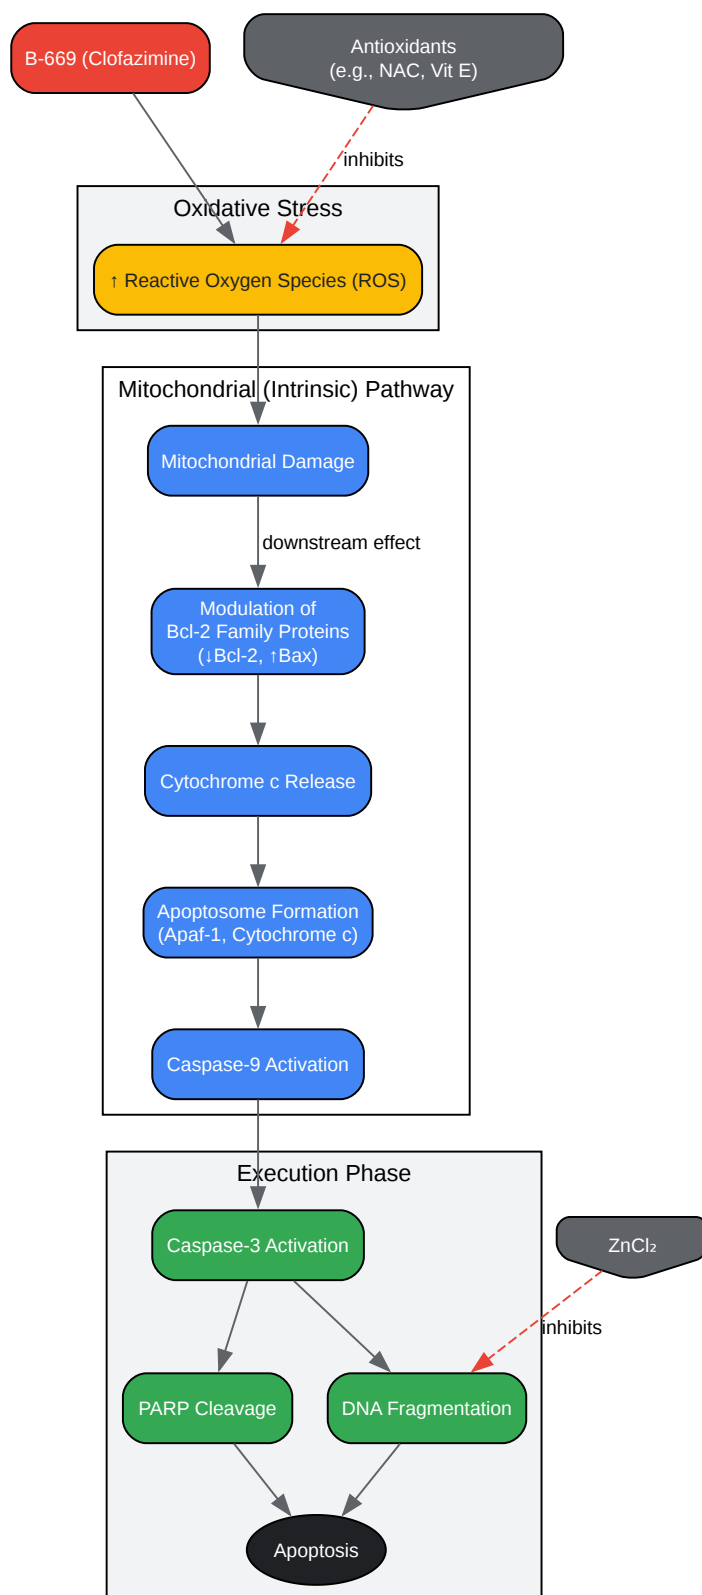 B-669 (Clofazimine)
Antioxidants
(e.g., NAC, Vit E)
inhibits
Oxidative Stress
↑ Reactive Oxygen Species (ROS)
Mitochondrial (Intrinsic) Pathway
Mitochondrial Damage
downstream effect
Modulation of
Bcl-2 Family Proteins
(↓Bcl-2, ↑Bax)
Cytochrome c Release
Apoptosome Formation
(Apaf-1, Cytochrome c)
Caspase-9 Activation
Execution Phase
Caspase-3 Activation
ZnCl₂
inhibits
PARP Cleavage
DNA Fragmentation
Apoptosis